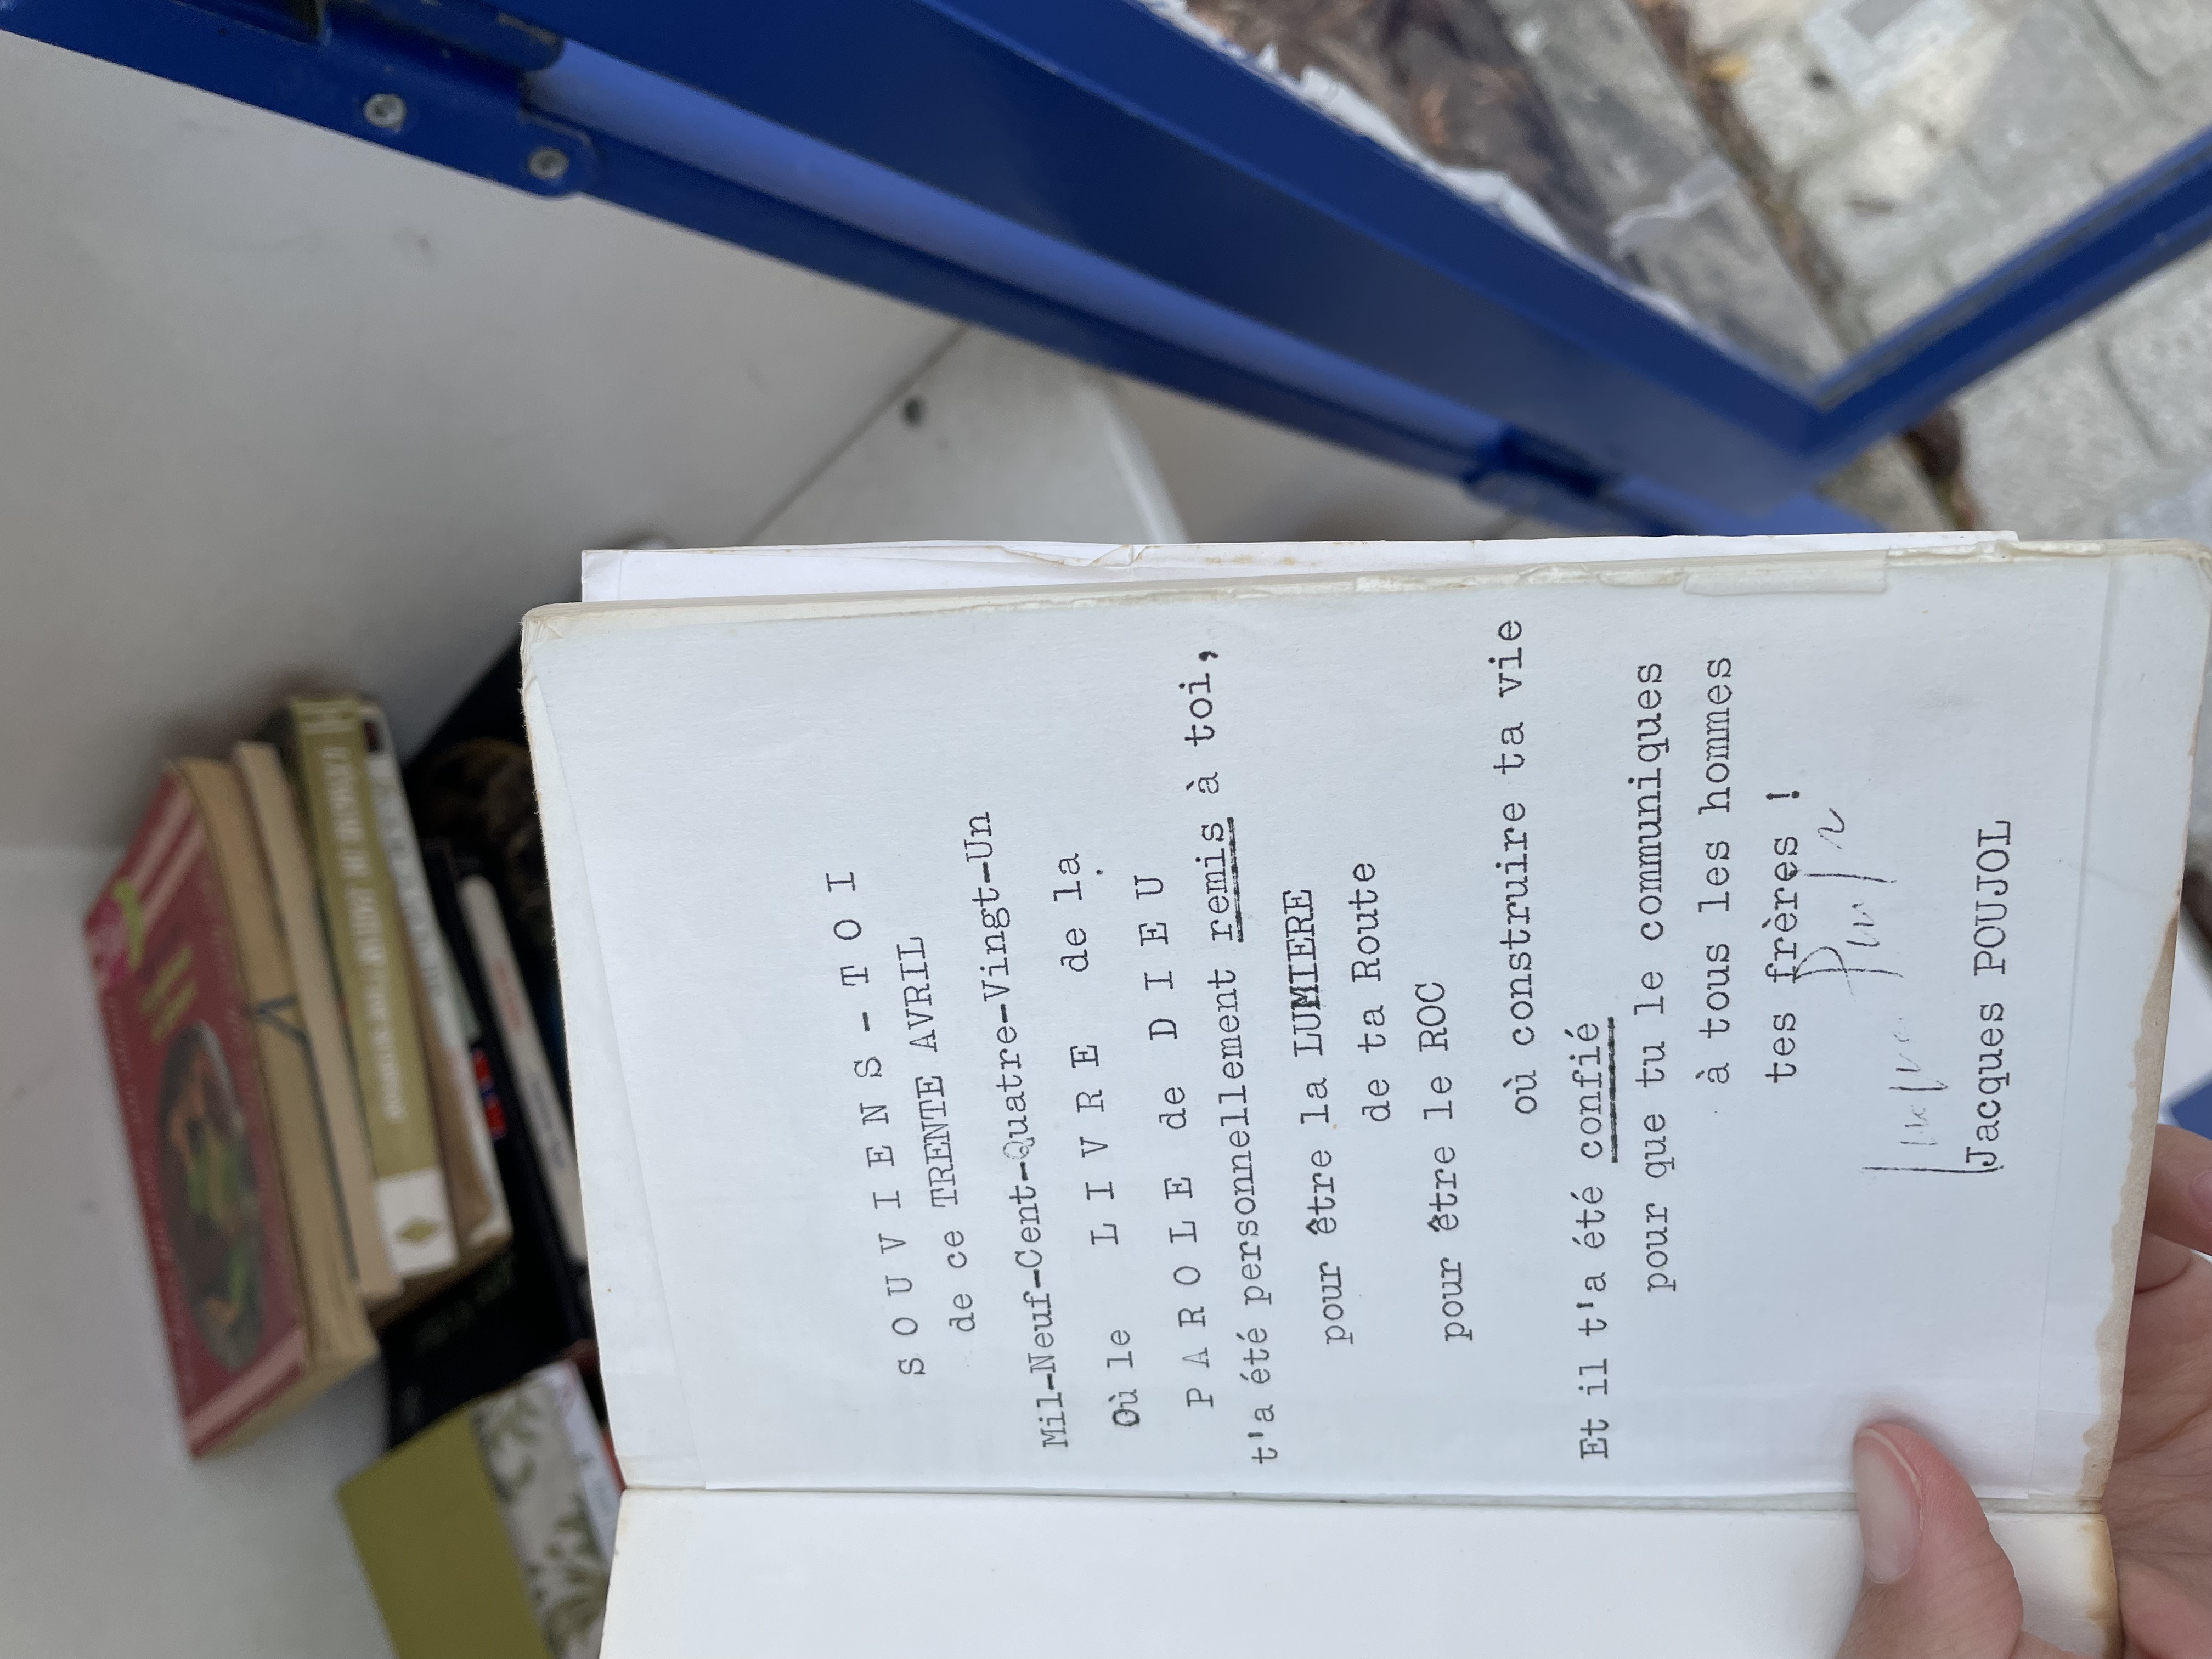 S O U V I E N S - T O I
de ce TRENTE AVRIL
Mil-Neuf-Cent-Quatre-Vingt-Un
Où le L I V R E de la
P A R O L E de D I E U
t'a été personnellement remis à toi,
pour être la LUMIERE
de ta Route
pour être le ROC
où construire ta vie
Et il t'a été confié
pour que tu le communiques
à tous les hommes
tes frères !
Jacques POUJOL